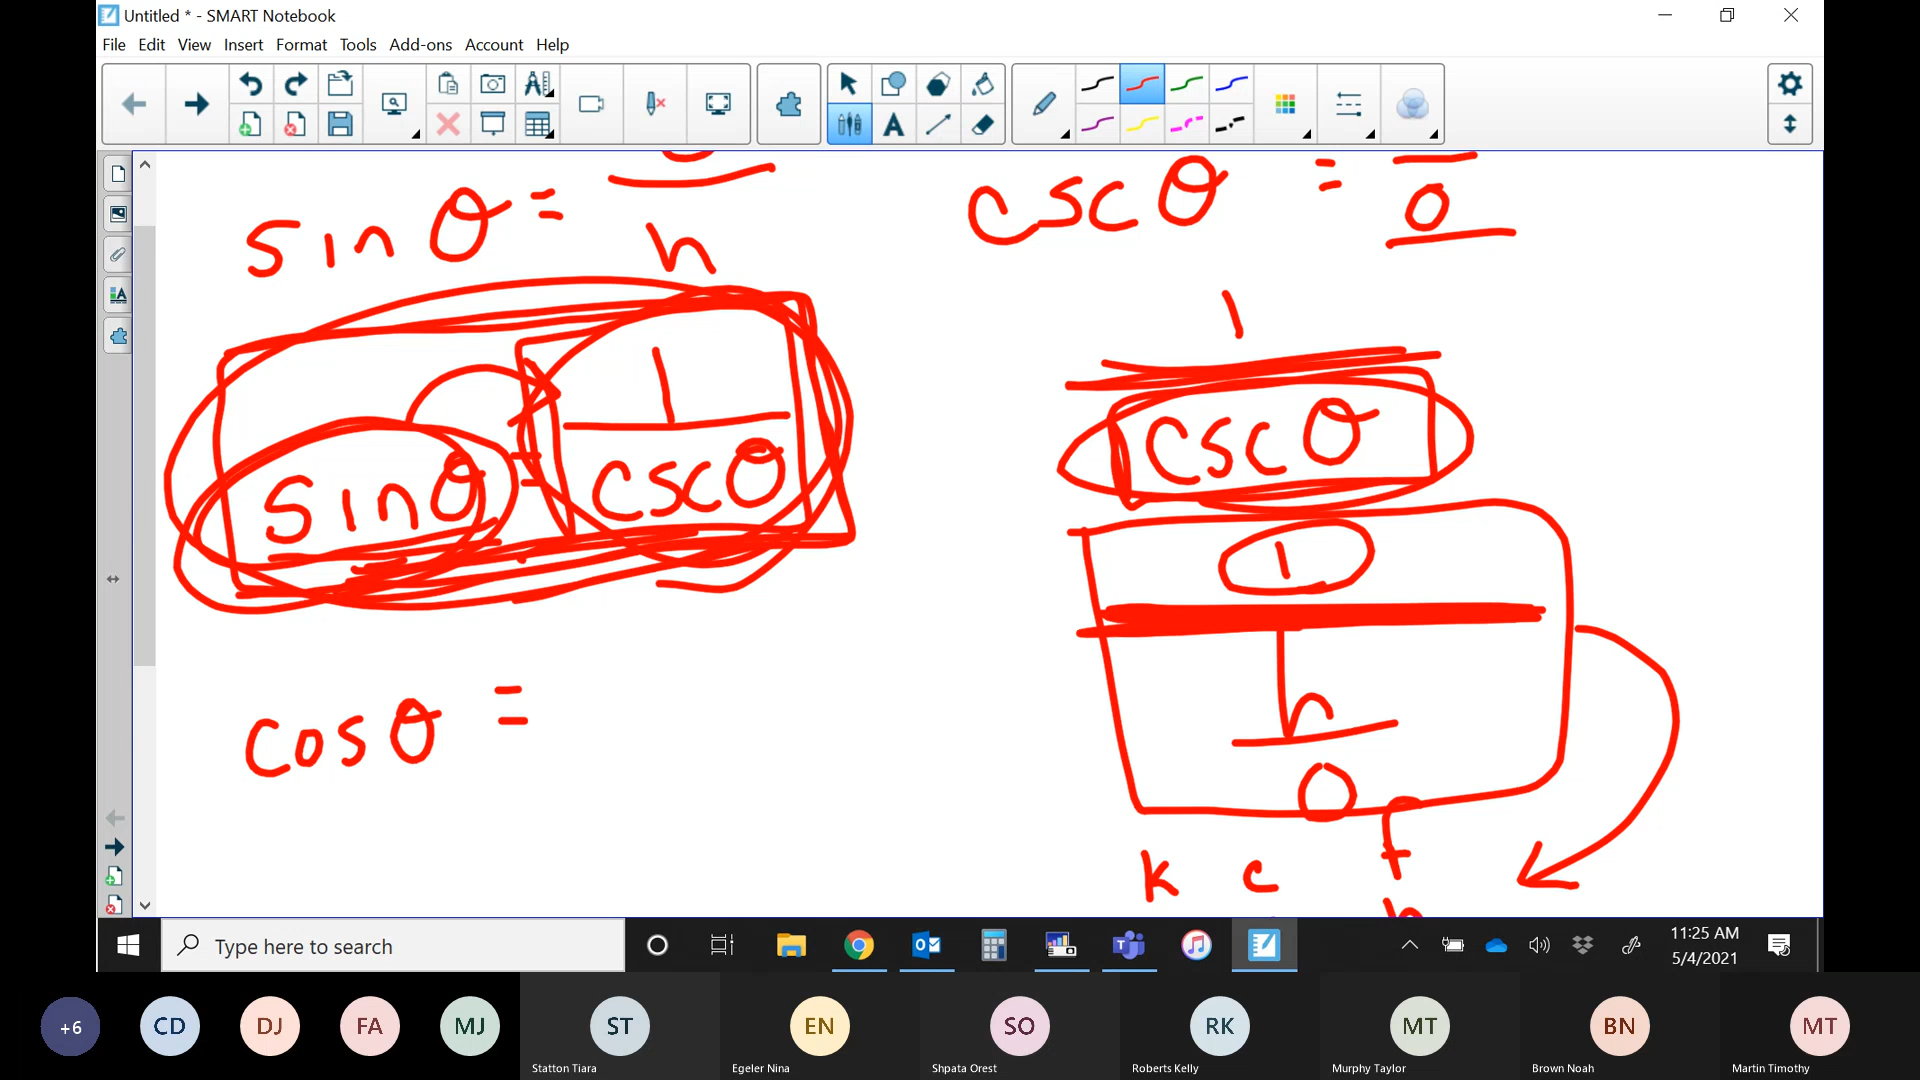 Untitled * - SMART Notebook
File Edit View Insert Format Tools Add-ons Account Help
sin θ =
h
csc θ =
o
sin θ = 1
csc θ
1
csc θ
1
h
o
cos θ =
k c f
Type here to search
11:25 AM
5/4/2021
+6 CD DJ FA MJ ST EN SO RK MT BN MT
Statton Tiara Egeler Nina Shpata Orest Roberts Kelly Murphy Taylor Brown Noah Martin Timothy